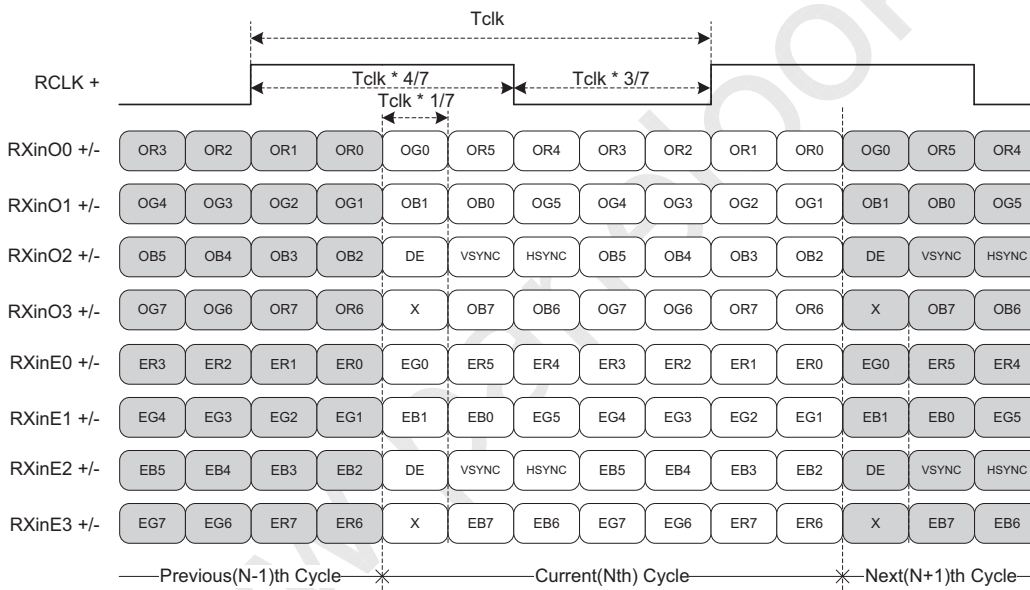 Tclk
RCLK +
Tclk * 4/7
Tclk * 3/7
Tclk * 1/7
RXinO0 +/- OR3 OR2 OR1 OR0 OG0 OR5 OR4 OR3 OR2 OR1 OR0 OG0 OR5 OR4
RXinO1 +/- OG4 OG3 OG2 OG1 OB1 OB0 OG5 OG4 OG3 OG2 OG1 OB1 OB0 OG5
RXinO2 +/- OB5 OB4 OB3 OB2 DE VSYNC HSYNC OB5 OB4 OB3 OB2 DE VSYNC HSYNC
RXinO3 +/- OG7 OG6 OR7 OR6 X OB7 OB6 OG7 OG6 OR7 OR6 X OB7 OB6
RXinE0 +/- ER3 ER2 ER1 ER0 EG0 ER5 ER4 ER3 ER2 ER1 ER0 EG0 ER5 ER4
RXinE1 +/- EG4 EG3 EG2 EG1 EB1 EB0 EG5 EG4 EG3 EG2 EG1 EB1 EB0 EG5
RXinE2 +/- EB5 EB4 EB3 EB2 DE VSYNC HSYNC EB5 EB4 EB3 EB2 DE VSYNC HSYNC
RXinE3 +/- EG7 EG6 ER7 ER6 X EB7 EB6 EG7 EG6 ER7 ER6 X EB7 EB6
Previous(N-1)th Cycle Current(Nth) Cycle Next(N+1)th Cycle